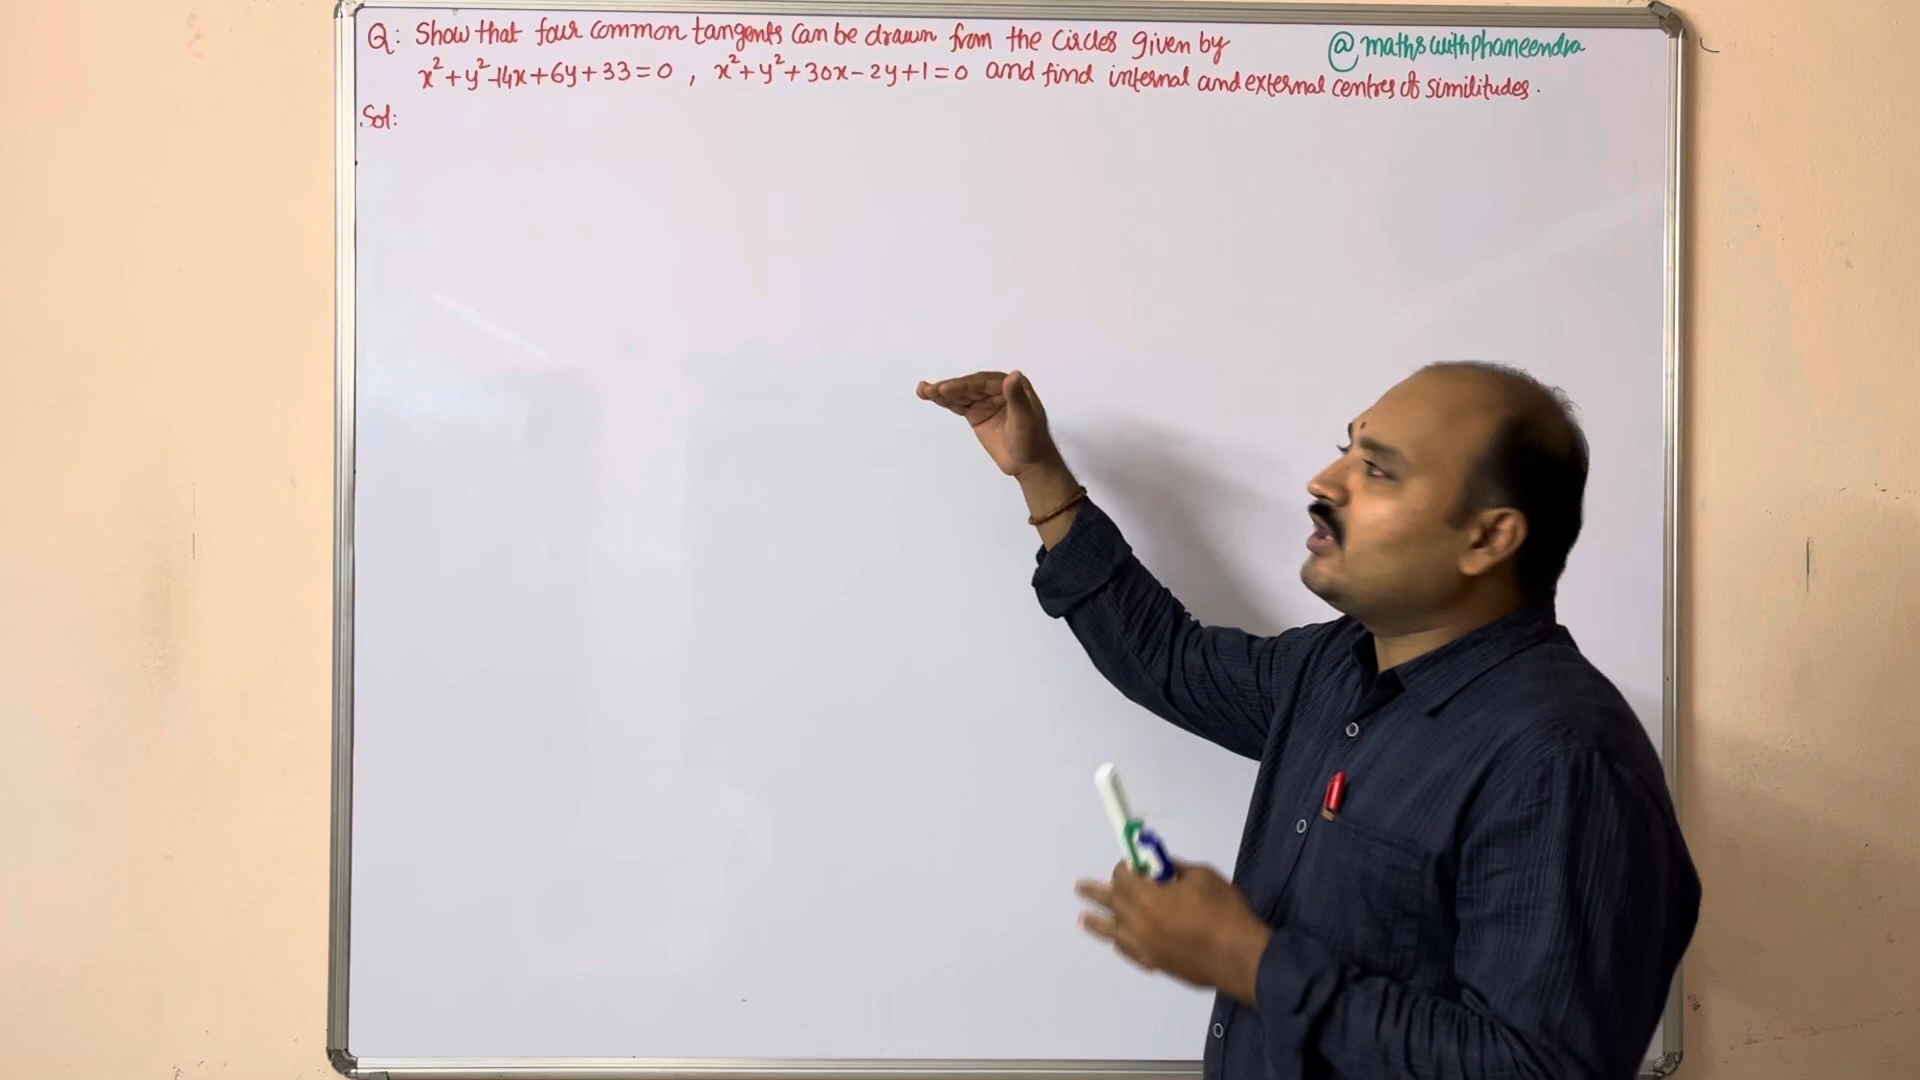 Q: Show that four common tangents can be drawn from the circles given by
@mathswithphameendra
x²+y²-14x+6y+33=0 , x²+y²+30x-2y+1=0 and find internal and external centres of similitudes.
Sol: